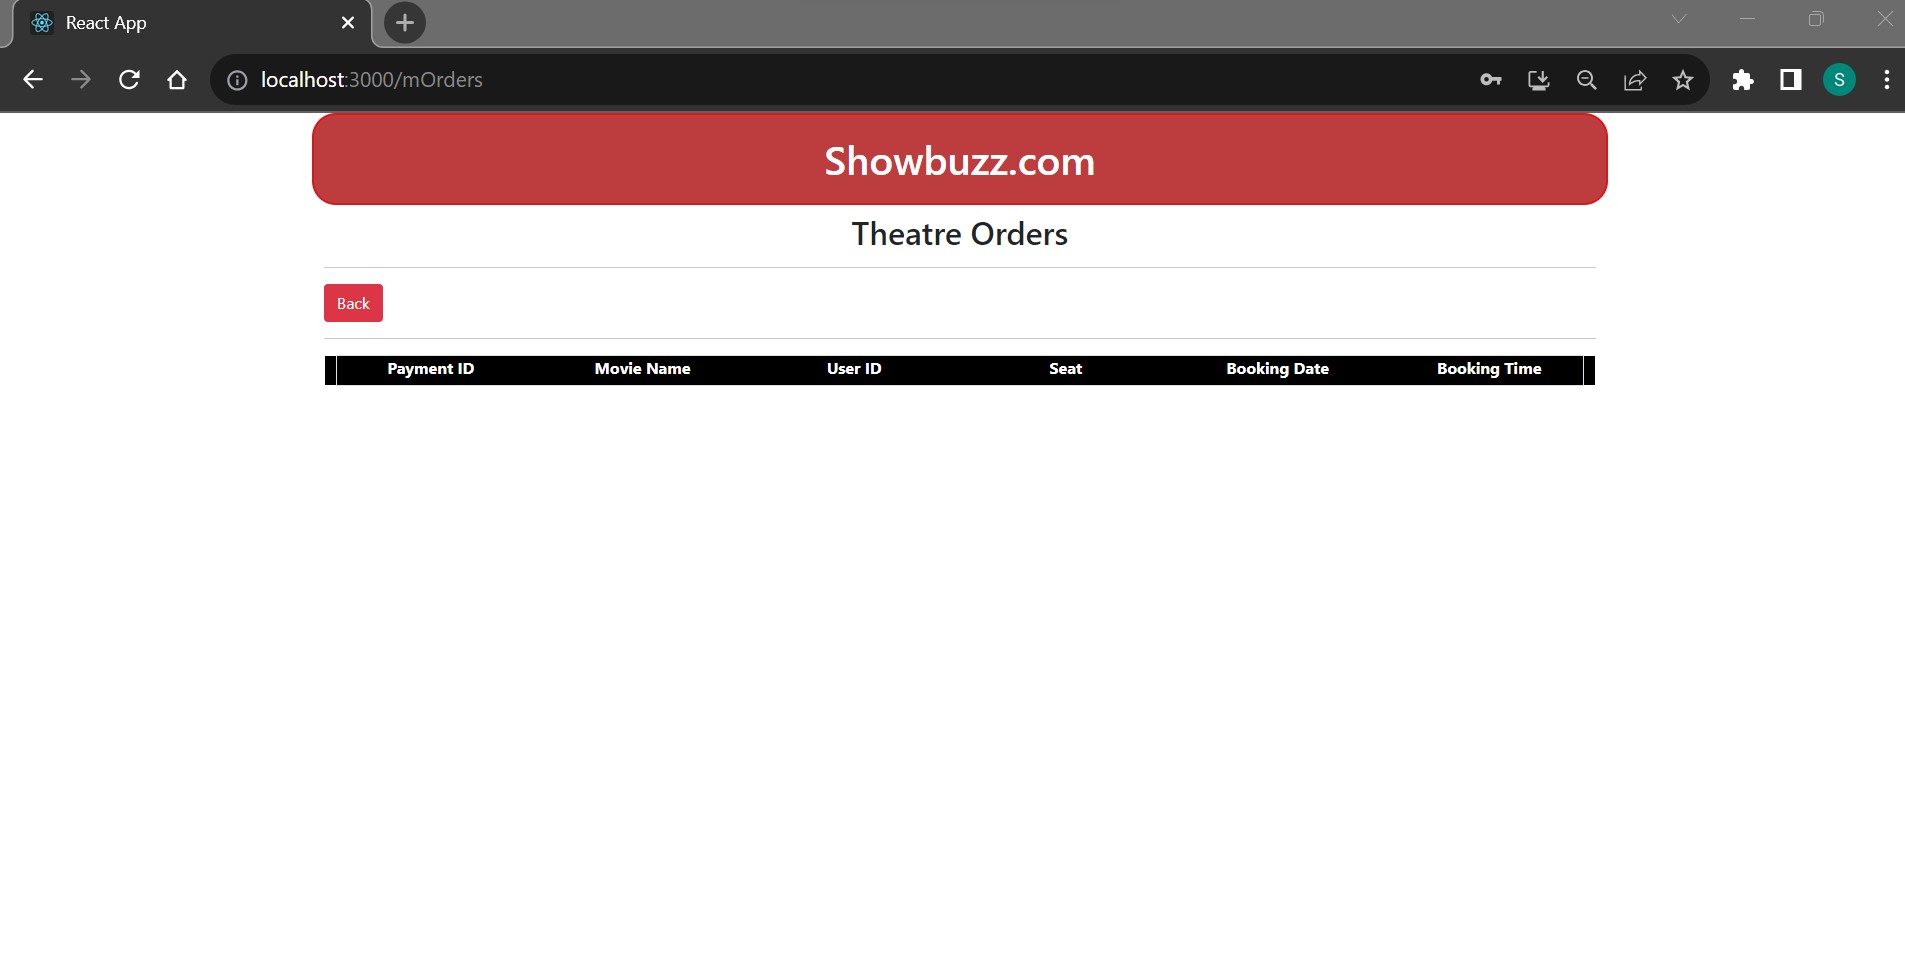 React App
localhost:3000/mOrders
S
Showbuzz.com
Theatre Orders
Back
Payment ID Movie Name User ID Seat Booking Date Booking Time